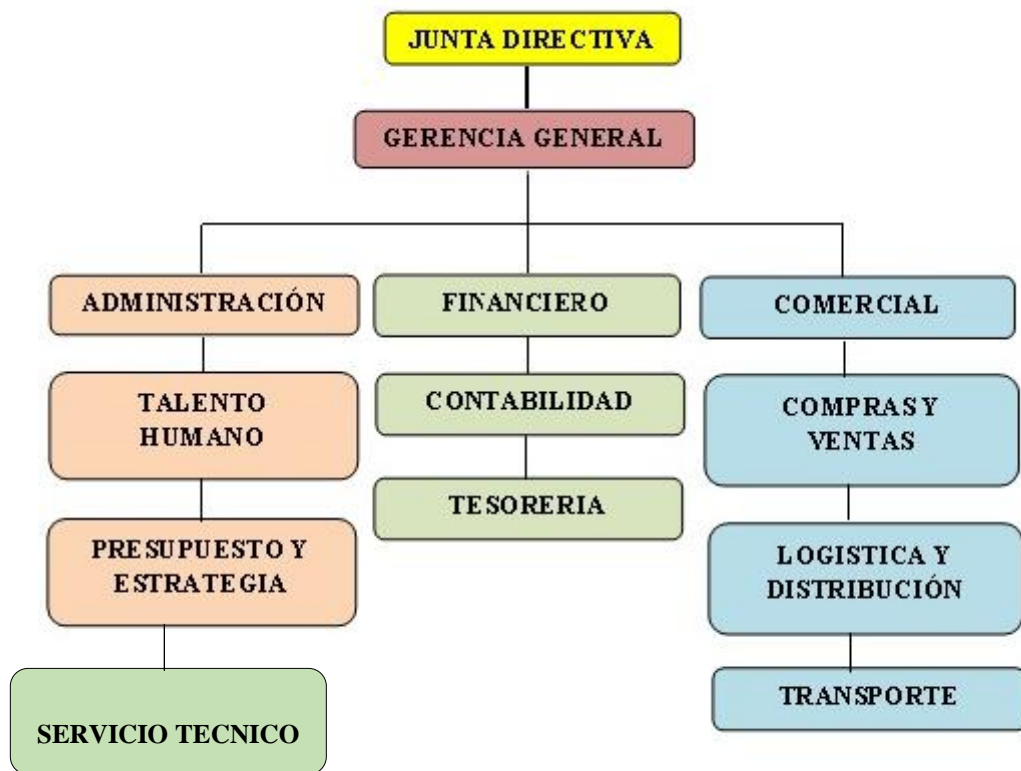 JUNTA DIRECTIVA
GERENCIA GENERAL
ADMINISTRACIÓN
FINANCIERO
COMERCIAL
TALENTO
HUMANO
CONTABILIDAD
COMPRAS Y
VENTAS
TESORERIA
PRESUPUESTO Y
ESTRATEGIA
LOGISTICA Y
DISTRIBUCIÓN
SERVICIO TECNICO
TRANSPORTE